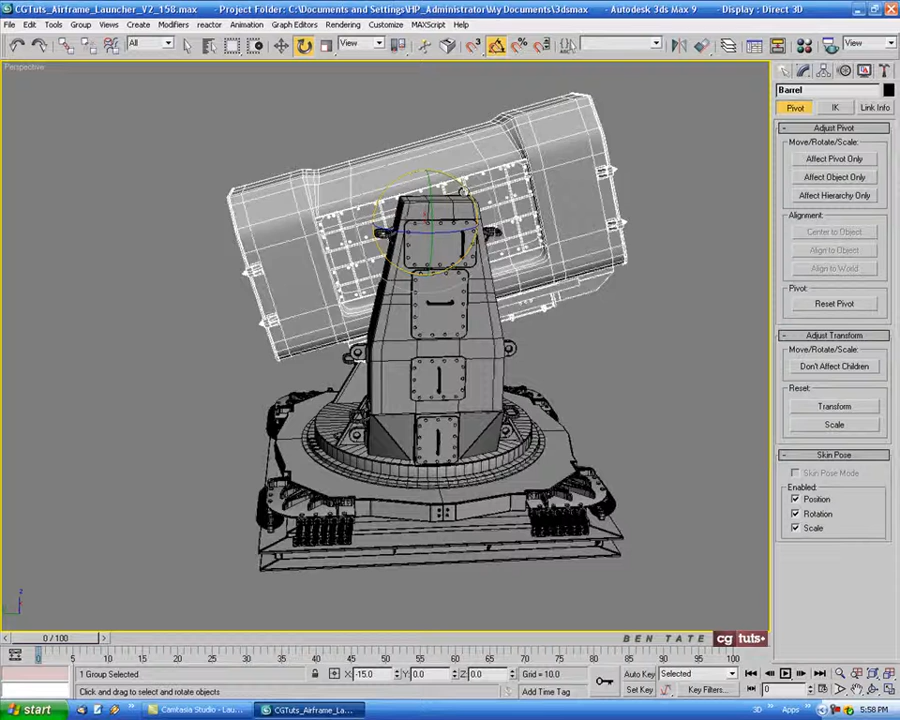 CGTuts_Airframe_Launcher_V2_158.max - Project Folder: C:\Documents and Settings\HP_Administrator\My Documents\3dsmax - Autodesk 3ds Max 9 - Display : Direct 3D
File Edit Tools Group Views Create Modifiers reactor Animation Graph Editors Rendering Customize MAXScript Help
All View View
Perspective
Barrel
Pivot IK Link Info
- Adjust Pivot
Move/Rotate/Scale:
Affect Pivot Only
Affect Object Only
Affect Hierarchy Only
Alignment:
Center to Object
Align to Object
Align to World
Pivot:
Reset Pivot
- Adjust Transform
Move/Rotate/Scale:
Don't Affect Children
Reset:
Transform
Scale
- Skin Pose
Skin Pose Mode
Enabled:
Position
Rotation
Scale
z
BEN TATE cg tuts+
< 0 / 100 >
0 5 10 15 20 25 30 35 40 45 50 55 60 65 70 75 80 85 90 95 100
1 Group Selected X: -15.0 Y: 0.0 Z: 0.0 Grid = 10.0 Auto Key Selected
Click and drag to select and rotate objects Add Time Tag Set Key Key Filters... 0
start Camtasia Studio - Lau... CGTuts_Airframe_La... 3D Apps 5:58 PM